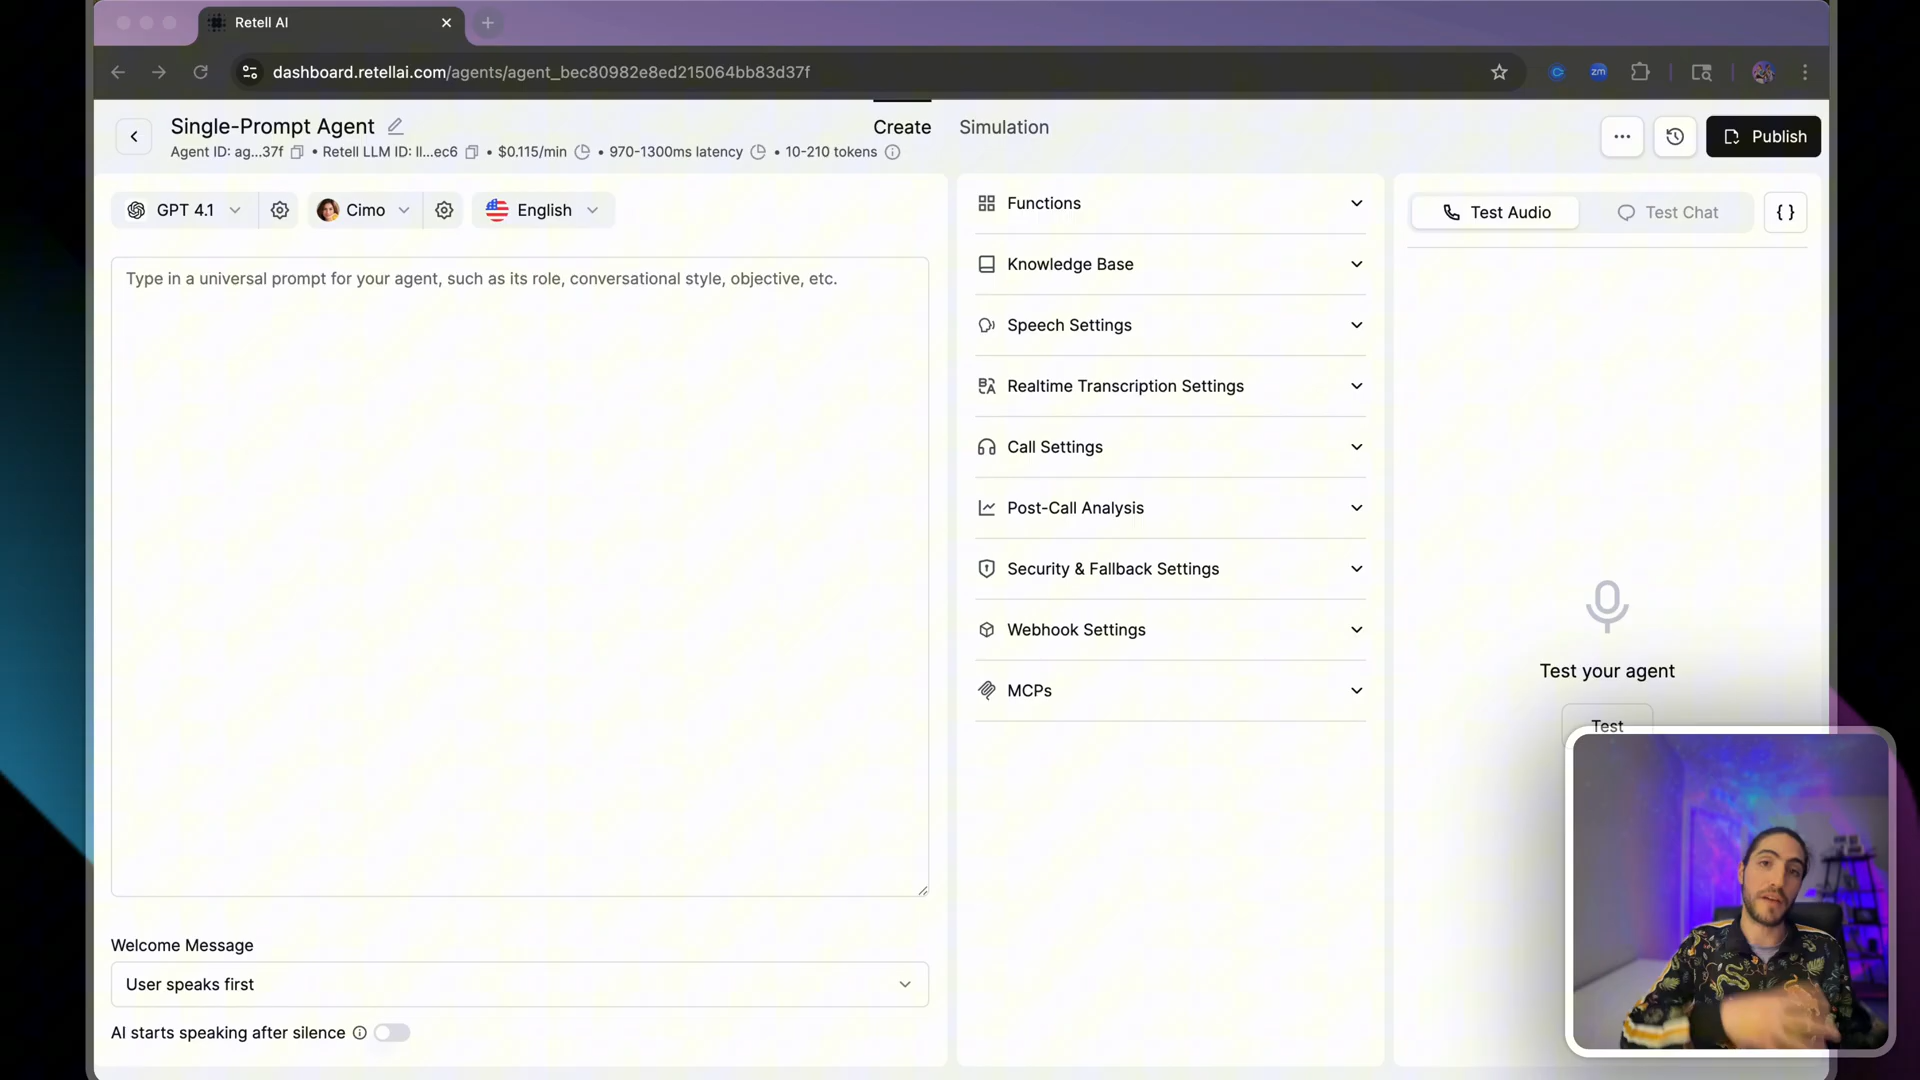 Retell AI
dashboard.retellai.com/agents/agent_bec80982e8ed215064bb83d37f
zm
Single-Prompt Agent
Create
Simulation
Agent ID: ag...37f • Retell LLM ID: ll...ec6 • $0.115/min • 970-1300ms latency • 10-210 tokens
Publish
GPT 4.1
Cimo
English
Type in a universal prompt for your agent, such as its role, conversational style, objective, etc.
Welcome Message
User speaks first
AI starts speaking after silence
Functions
Knowledge Base
Speech Settings
Realtime Transcription Settings
Call Settings
Post-Call Analysis
Security & Fallback Settings
Webhook Settings
MCPs
Test Audio
Test Chat
{ }
Test your agent
Test